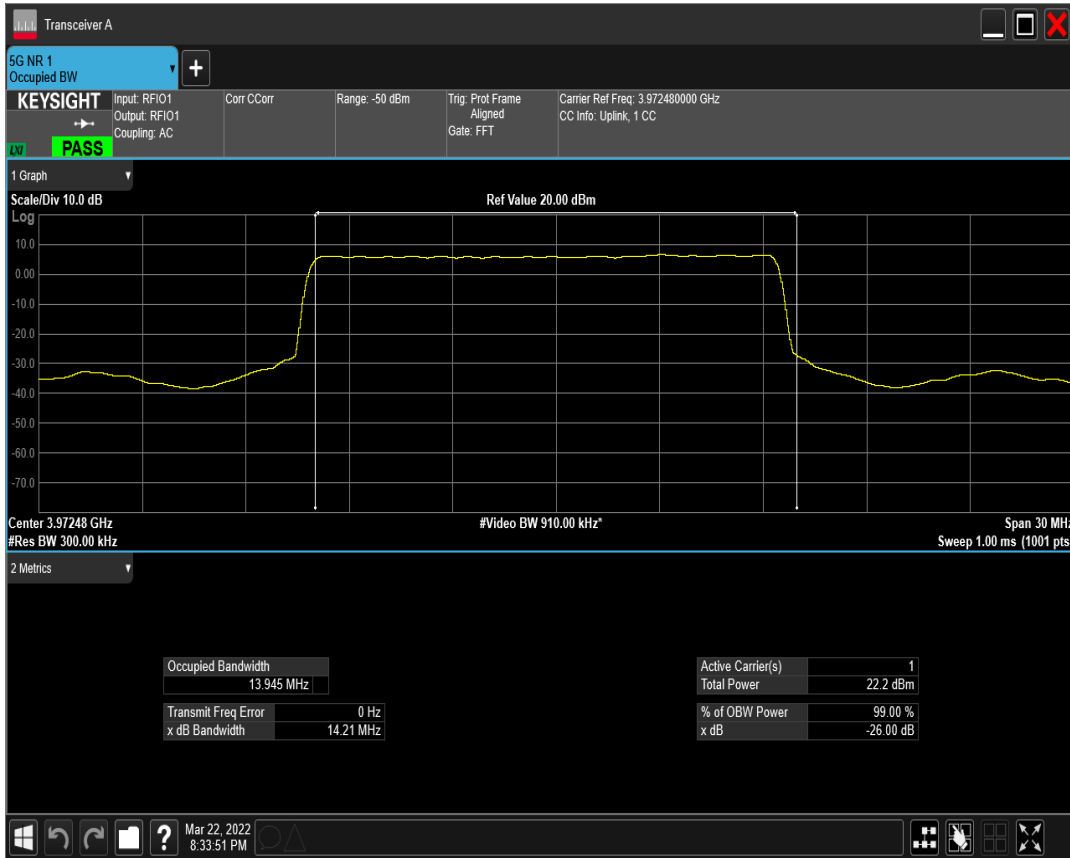 Transceiver A
5G NR 1
Occupied BW
KEYSIGHT
LXI
PASS
Input: RFIO1
Output: RFIO1
Coupling: AC
Corr CCorr
Range: -50 dBm
Trig: Prot Frame
Aligned
Gate: FFT
Carrier Ref Freq: 3.972480000 GHz
CC Info: Uplink, 1 CC
1 Graph
Scale/Div 10.0 dB
Ref Value 20.00 dBm
Log
10.0
0.00
-10.0
-20.0
-30.0
-40.0
-50.0
-60.0
-70.0
Center 3.97248 GHz
#Video BW 910.00 kHz*
Span 30 MHz
#Res BW 300.00 kHz
Sweep 1.00 ms (1001 pts
2 Metrics
Occupied Bandwidth
13.945 MHz
Transmit Freq Error 0 Hz
x dB Bandwidth 14.21 MHz
Active Carrier(s) 1
Total Power 22.2 dBm
% of OBW Power 99.00 %
x dB -26.00 dB
?
Mar 22, 2022
8:33:51 PM